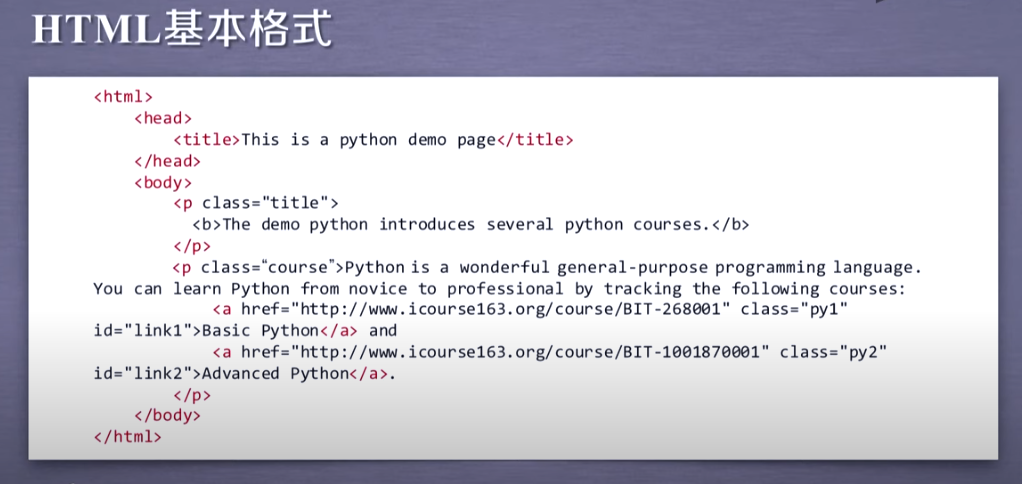 HTML基本格式
<html>
<head>
<title>This is a python demo page</title>
</head>
<body>
<p class="title">
<b>The demo python introduces several python courses.</b>
</p>
<p class=“course”>Python is a wonderful general-purpose programming language.
You can learn Python from novice to professional by tracking the following courses:
<a href="http://www.icourse163.org/course/BIT-268001" class="py1"
id="link1">Basic Python</a> and
<a href="http://www.icourse163.org/course/BIT-1001870001" class="py2"
id="link2">Advanced Python</a>.
</p>
</body>
</html>